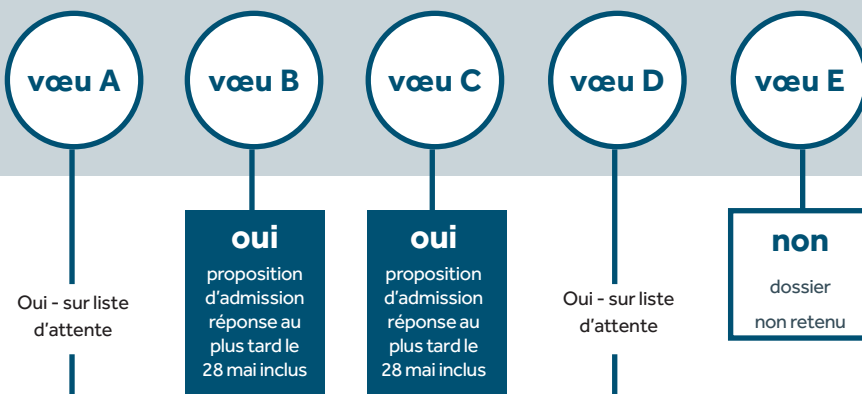 vœu A
vœu B
vœu C
vœu D
vœu E
Oui - sur liste
d'attente
oui
proposition
d'admission
réponse au
plus tard le
28 mai inclus
oui
proposition
d'admission
réponse au
plus tard le
28 mai inclus
Oui - sur liste
d'attente
non
dossier
non retenu